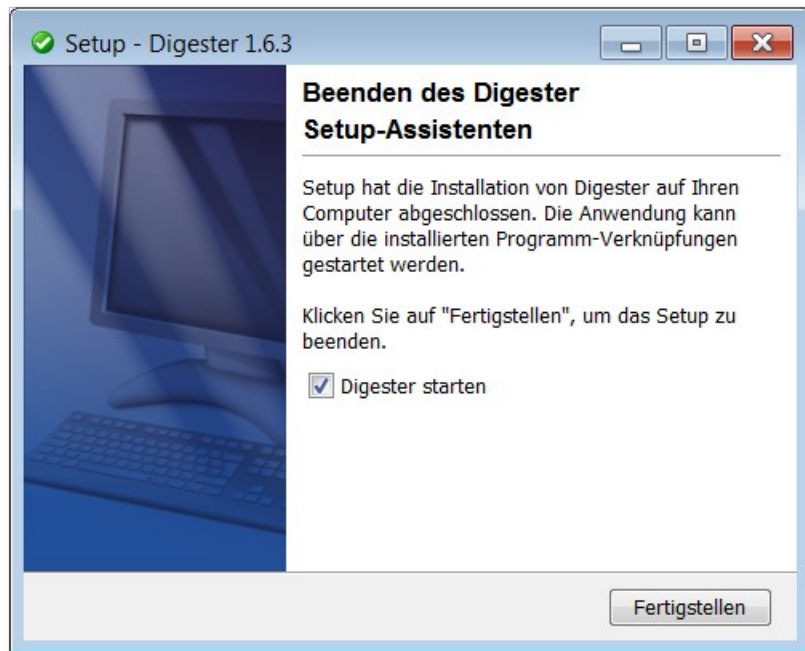 Setup - Digester 1.6.3
Beenden des Digester
Setup-Assistenten
Setup hat die Installation von Digester auf Ihren
Computer abgeschlossen. Die Anwendung kann
über die installierten Programm-Verknüpfungen
gestartet werden.
Klicken Sie auf "Fertigstellen", um das Setup zu
beenden.
Digester starten
Fertigstellen